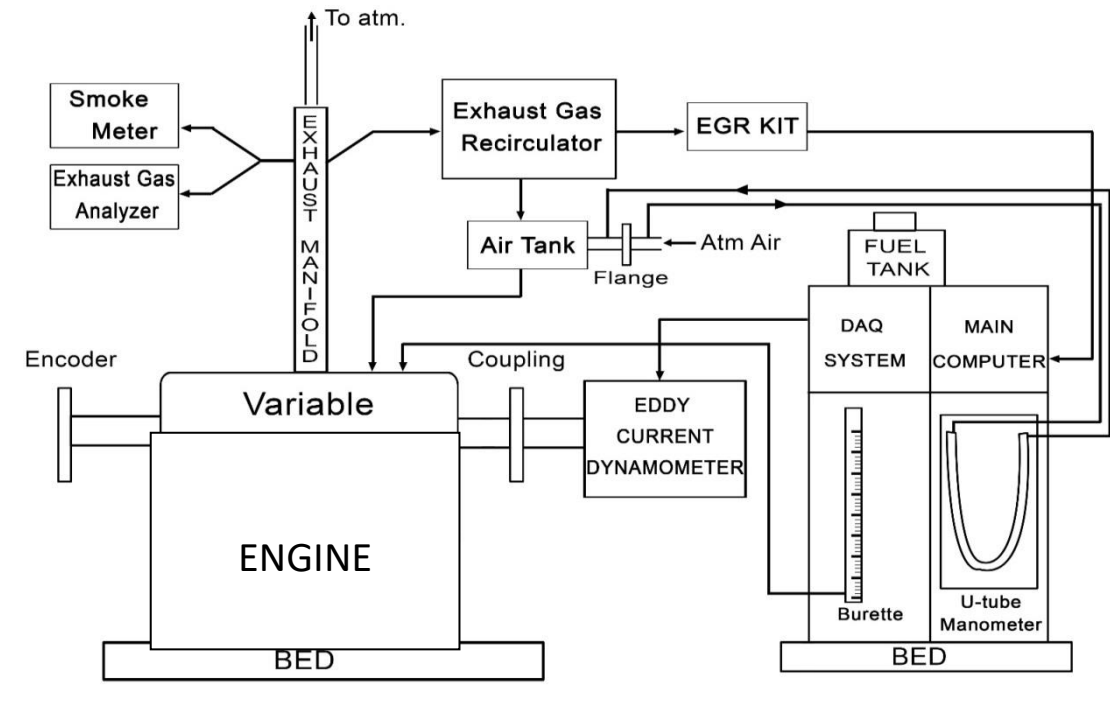 To atm.
Smoke
Meter
Exhaust Gas
Analyzer
EXHAUST MANIFOLD
Exhaust Gas
Recirculator
EGR KIT
Air Tank
Atm Air
Flange
FUEL
TANK
DAQ
SYSTEM
MAIN
COMPUTER
Encoder
Variable
Coupling
EDDY
CURRENT
DYNAMOMETER
ENGINE
Burette
U-tube
Manometer
BED
BED